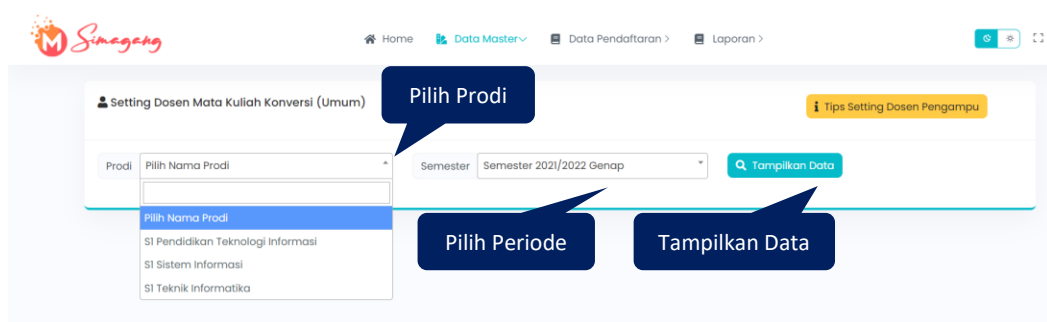 Simagang
Home Data Master Data Pendaftaran > Laporan >
Setting Dosen Mata Kuliah Konversi (Umum)
Pilih Prodi
Tips Setting Dosen Pengampu
Prodi Pilih Nama Prodi Semester Semester 2021/2022 Genap Tampilkan Data
Pilih Nama Prodi
S1 Pendidikan Teknologi Informasi
S1 Sistem Informasi
S1 Teknik Informatika
Pilih Periode
Tampilkan Data